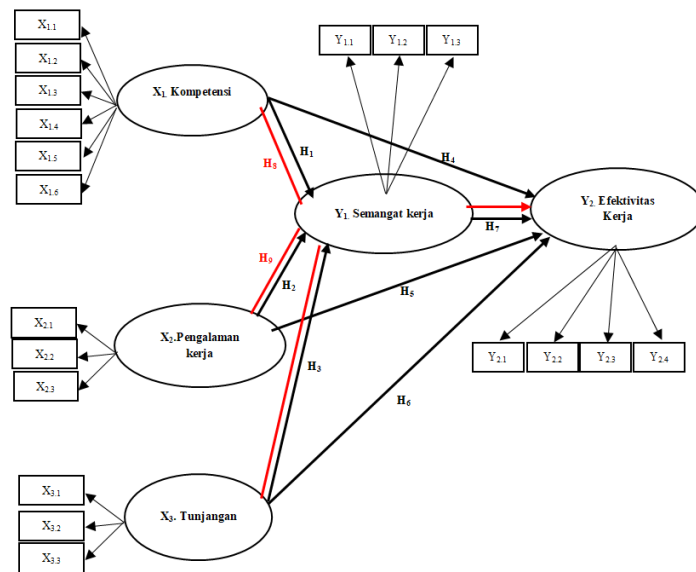 X1.1
X1.2
X1.3
X1.4
X1.5
X1.6
X1. Kompetensi
Y1.1
Y1.2
Y1.3
H1
H8
H4
Y1. Semangat kerja
Y2. Efektivitas
Kerja
H7
H9
H2
H5
X2.1
X2.2
X2.3
X2.Pengalaman
kerja
H3
Y2.1
Y2.2
Y2.3
Y2.4
H6
X3.1
X3.2
X3.3
X3. Tunjangan